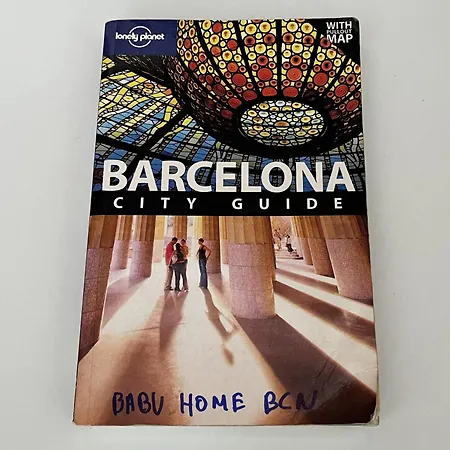 lonely planet
WITH
PULLOUT
MAP
BARCELONA
CITY GUIDE
BABU HOME BCN